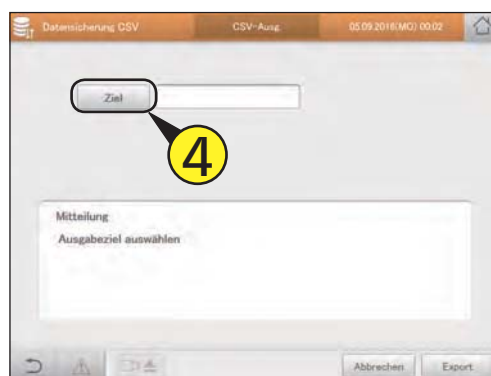 Datensicherung CSV CSV-Ausg. 05.09.2016(MO) 00:02
Ziel
4
Mitteilung
Ausgabeziel auswählen
Abbrechen Export